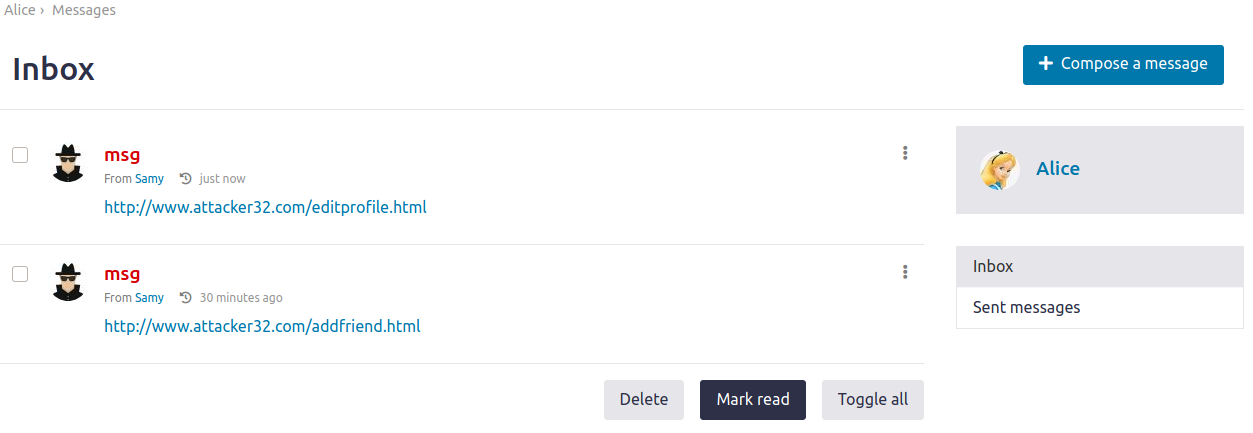 Alice › Messages
Inbox
+ Compose a message
msg
From Samy just now
http://www.attacker32.com/editprofile.html
msg
From Samy 30 minutes ago
http://www.attacker32.com/addfriend.html
Delete Mark read Toggle all
Alice
Inbox
Sent messages